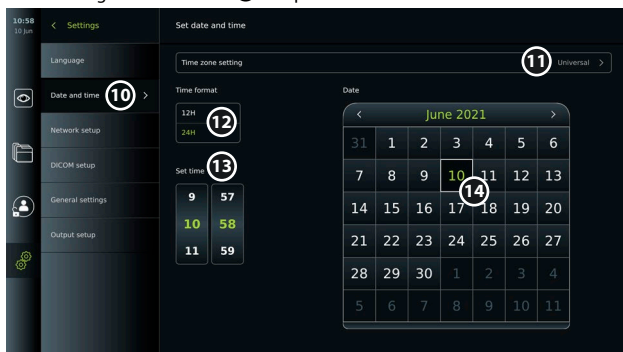 10:58
10 Jun
Settings
Set date and time
Language
Date and time 10
Network setup
DICOM setup
General settings
Output setup
Time zone setting 11 Universal
Time format
12H
24H
12
Set time 13
9 57
10 58
11 59
Date
June 2021
31 1 2 3 4 5 6
7 8 9 10 11 12 13
14
14 15 16 17 18 19 20
21 22 23 24 25 26 27
28 29 30 1 2 3 4
5 6 7 8 9 10 11